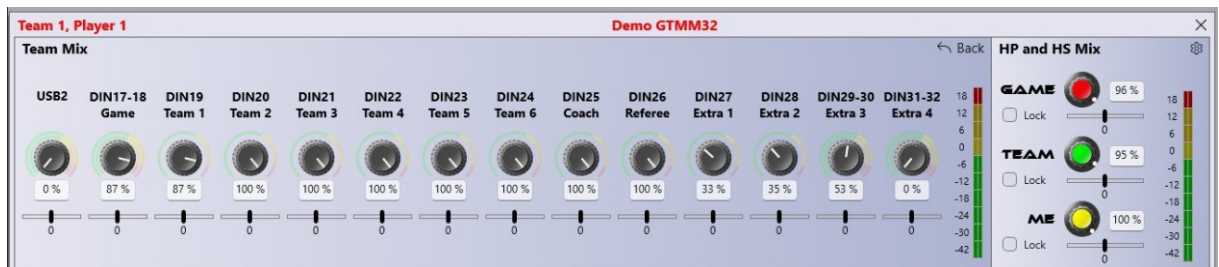 Team 1, Player 1 Demo GTMM32
Team Mix Back HP and HS Mix
USB2 DIN17-18 DIN19 DIN20 DIN21 DIN22 DIN23 DIN24 DIN25 DIN26 DIN27 DIN28 DIN29-30 DIN31-32
Game Team 1 Team 2 Team 3 Team 4 Team 5 Team 6 Coach Referee Extra 1 Extra 2 Extra 3 Extra 4
0 % 87 % 87 % 100 % 100 % 100 % 100 % 100 % 100 % 100 % 33 % 35 % 53 % 0 %
0 0 0 0 0 0 0 0 0 0 0 0 0 0
18
12
6
0
-6
-12
-18
-24
-30
-42
GAME 96 %
Lock 0
TEAM 95 %
Lock 0
ME 100 %
Lock 0
18
12
6
0
-6
-12
-18
-24
-30
-42